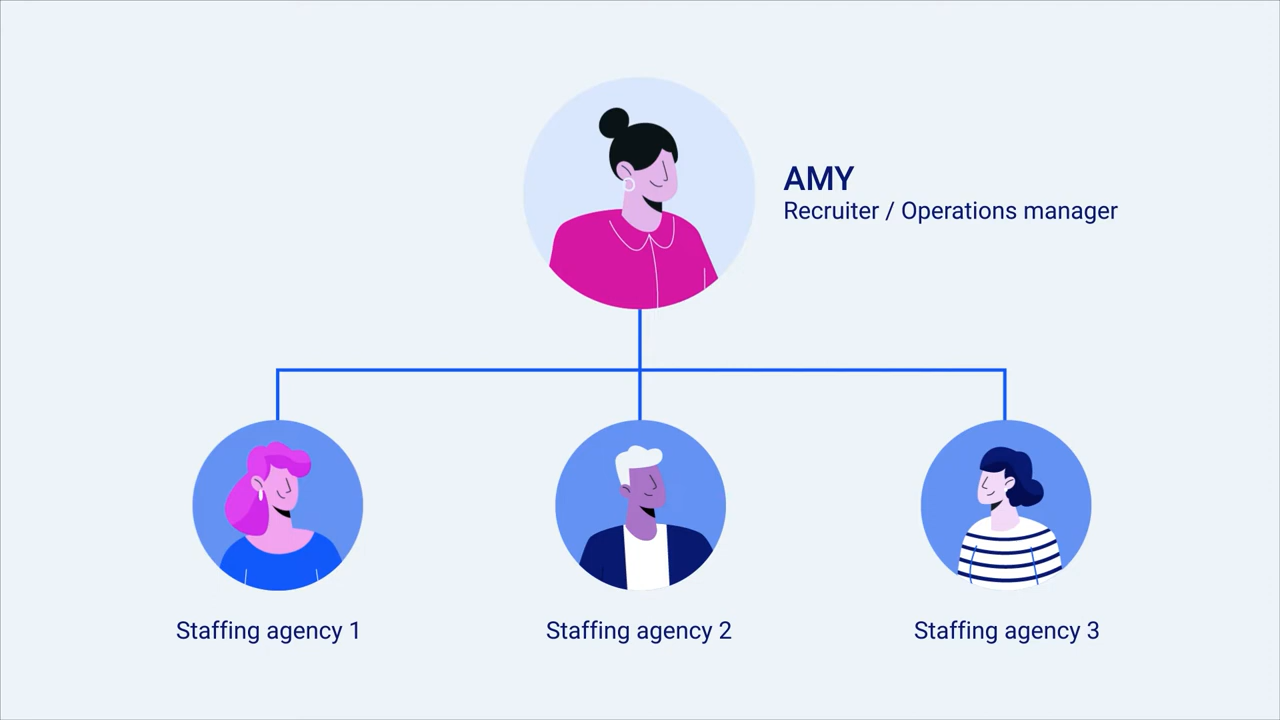 AMY
Recruiter / Operations manager
Staffing agency 1
Staffing agency 2
Staffing agency 3